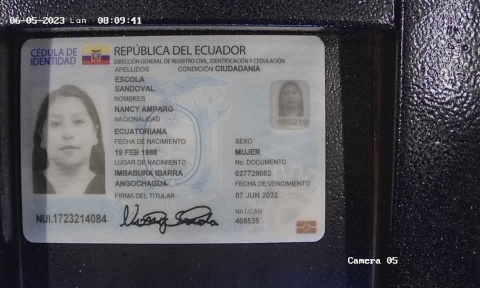 06-05-2023 Lun 08:09:41
CÉDULA DE IDENTIDAD
REPÚBLICA DEL ECUADOR
DIRECCIÓN GENERAL DE REGISTRO CIVIL, IDENTIFICACIÓN Y CEDULACIÓN
APELLIDOS CONDICIÓN CIUDADANÍA
ESCOLA
SANDOVAL
NOMBRES
NANCY AMPARO
NACIONALIDAD
ECUATORIANA
FECHA DE NACIMIENTO SEXO
19 FEB 1988 MUJER
LUGAR DE NACIMIENTO No. DOCUMENTO
IMBABURA IBARRA 027729082
ANGOCHAGUA FECHA DE VENCIMIENTO
FIRMA DEL TITULAR 07 JUN 2032
NATICAN
NUI.1723214084 408635
Camera 05